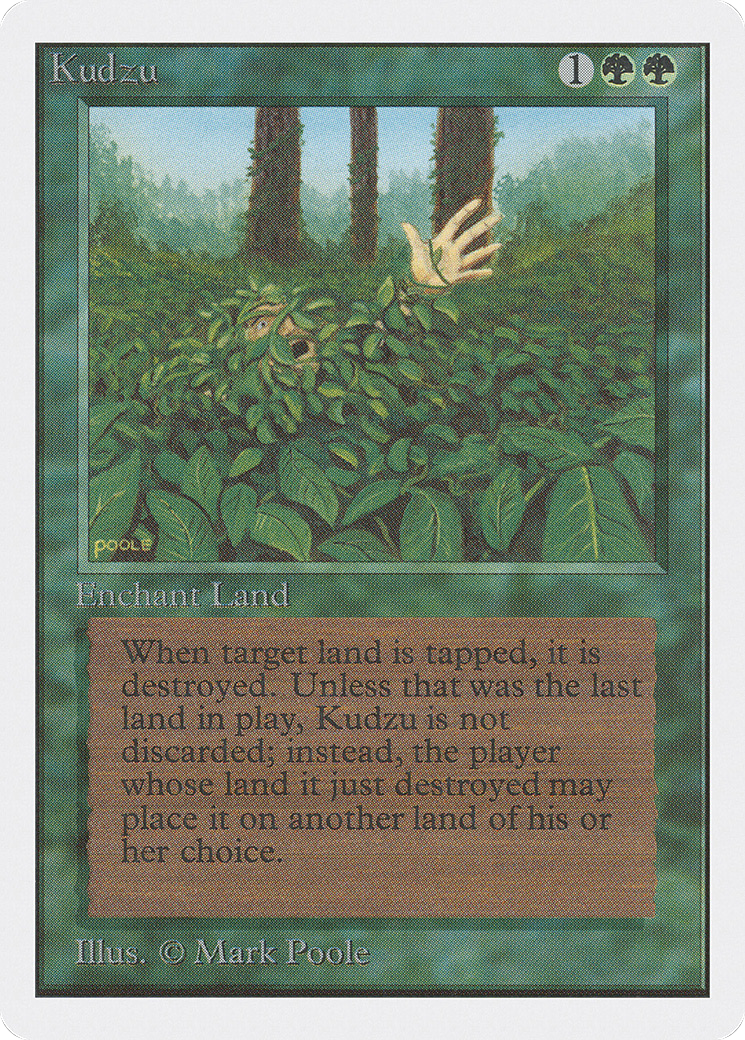 Kudzu 1
POOLE
Enchant Land
When target land is tapped, it is
destroyed. Unless that was the last
land in play, Kudzu is not
discarded; instead, the player
whose land it just destroyed may
place it on another land of his or
her choice.
Illus. © Mark Poole